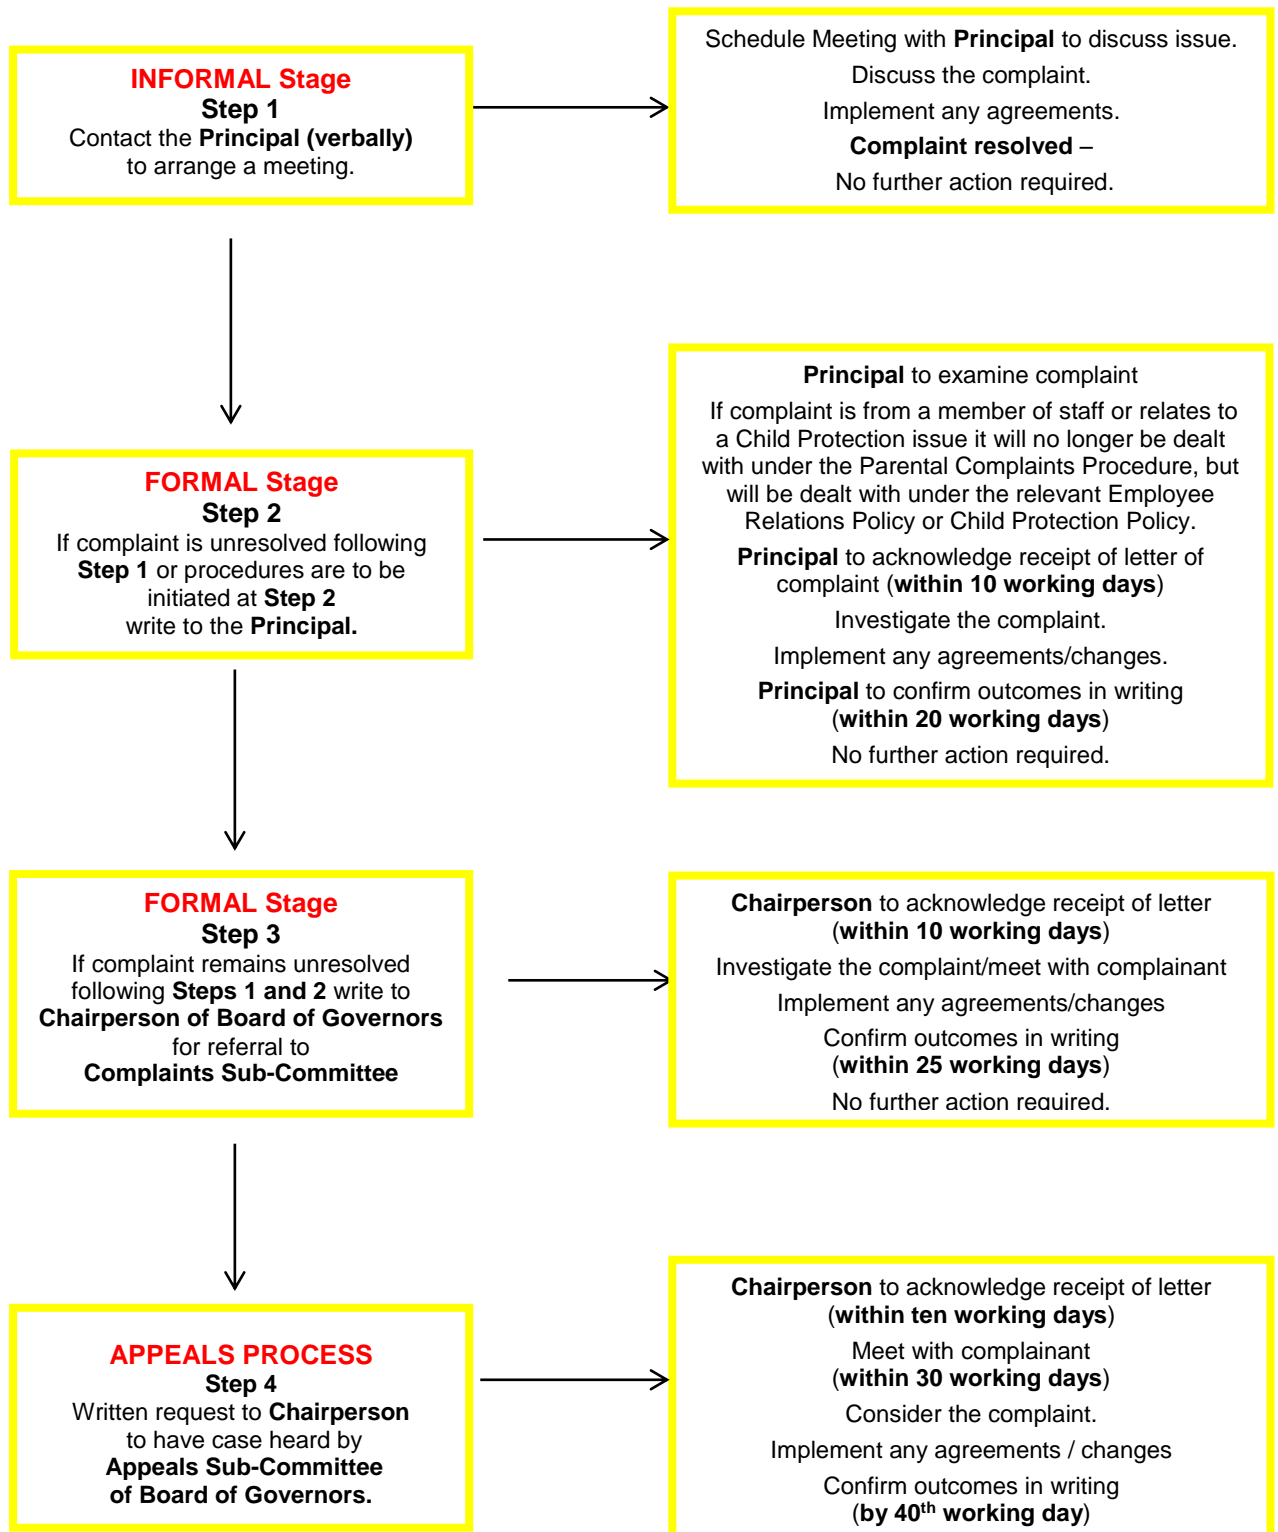 INFORMAL Stage
Step 1
Contact the Principal (verbally)
to arrange a meeting.
Schedule Meeting with Principal to discuss issue.
Discuss the complaint.
Implement any agreements.
Complaint resolved –
No further action required.
FORMAL Stage
Step 2
If complaint is unresolved following
Step 1 or procedures are to be
initiated at Step 2
write to the Principal.
Principal to examine complaint
If complaint is from a member of staff or relates to
a Child Protection issue it will no longer be dealt
with under the Parental Complaints Procedure, but
will be dealt with under the relevant Employee
Relations Policy or Child Protection Policy.
Principal to acknowledge receipt of letter of
complaint (within 10 working days)
Investigate the complaint.
Implement any agreements/changes.
Principal to confirm outcomes in writing
(within 20 working days)
No further action required.
FORMAL Stage
Step 3
If complaint remains unresolved
following Steps 1 and 2 write to
Chairperson of Board of Governors
for referral to
Complaints Sub-Committee
Chairperson to acknowledge receipt of letter
(within 10 working days)
Investigate the complaint/meet with complainant
Implement any agreements/changes
Confirm outcomes in writing
(within 25 working days)
No further action required.
APPEALS PROCESS
Step 4
Written request to Chairperson
to have case heard by
Appeals Sub-Committee
of Board of Governors.
Chairperson to acknowledge receipt of letter
(within ten working days)
Meet with complainant
(within 30 working days)
Consider the complaint.
Implement any agreements / changes
Confirm outcomes in writing
(by 40th working day)